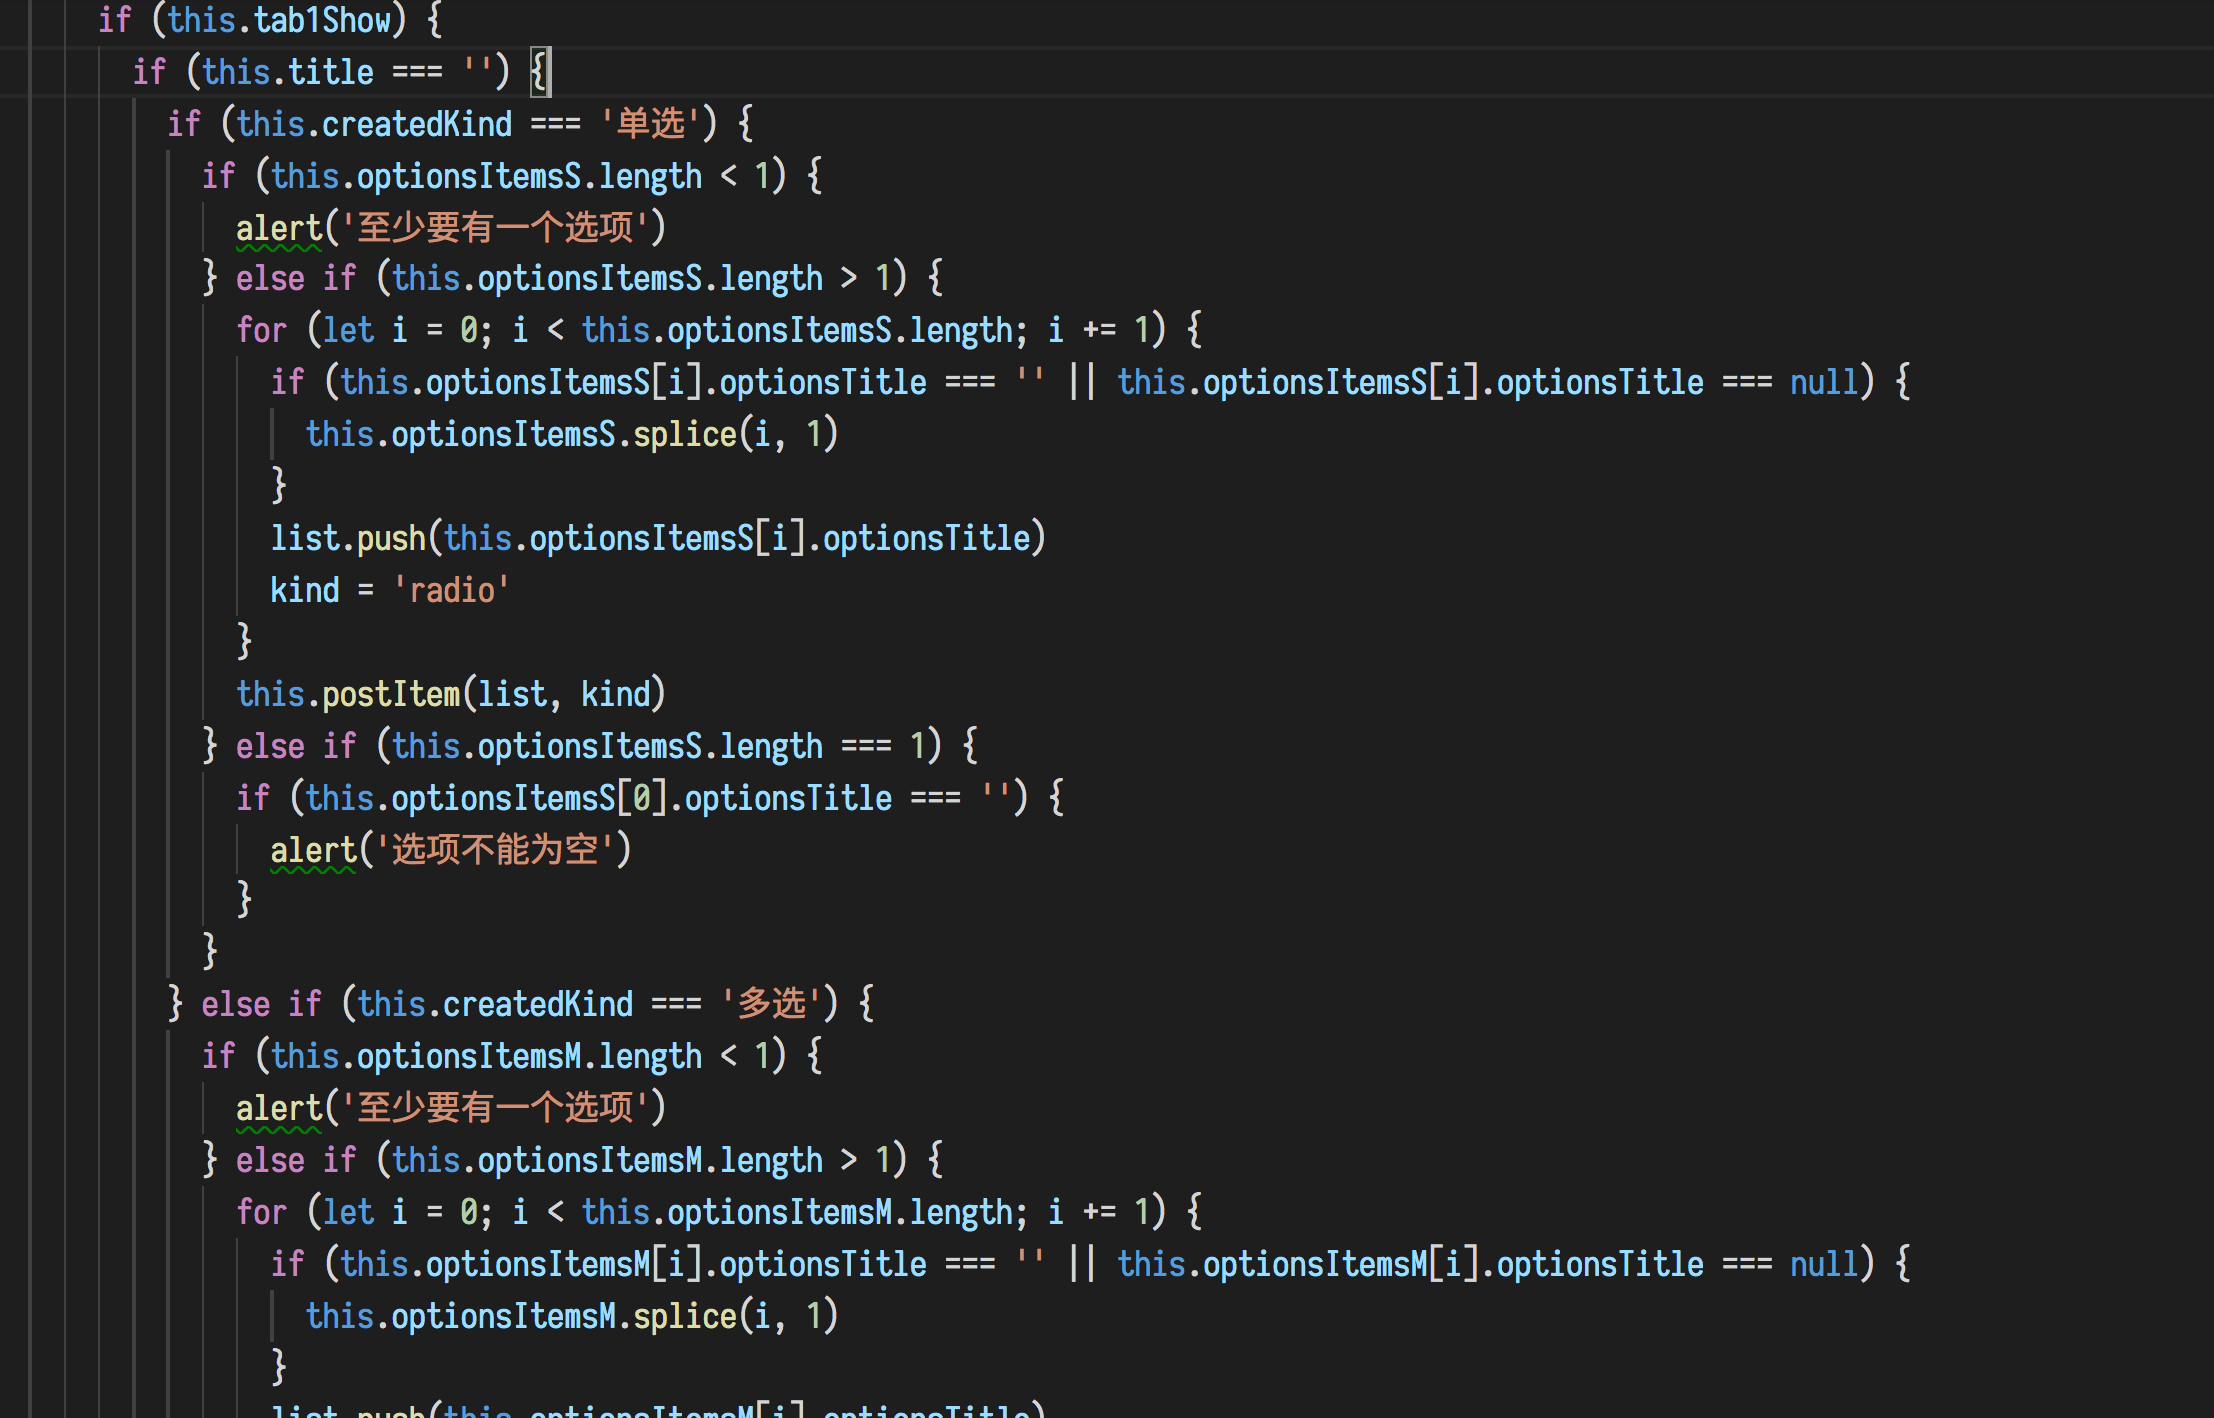 if (this.tab1Show) {
if (this.title === '') {
if (this.createdKind === '单选') {
if (this.optionsItemsS.length < 1) {
alert('至少要有一个选项')
} else if (this.optionsItemsS.length > 1) {
for (let i = 0; i < this.optionsItemsS.length; i += 1) {
if (this.optionsItemsS[i].optionsTitle === '' || this.optionsItemsS[i].optionsTitle === null) {
this.optionsItemsS.splice(i, 1)
}
list.push(this.optionsItemsS[i].optionsTitle)
kind = 'radio'
}
this.postItem(list, kind)
} else if (this.optionsItemsS.length === 1) {
if (this.optionsItemsS[0].optionsTitle === '') {
alert('选项不能为空')
}
}
} else if (this.createdKind === '多选') {
if (this.optionsItemsM.length < 1) {
alert('至少要有一个选项')
} else if (this.optionsItemsM.length > 1) {
for (let i = 0; i < this.optionsItemsM.length; i += 1) {
if (this.optionsItemsM[i].optionsTitle === '' || this.optionsItemsM[i].optionsTitle === null) {
this.optionsItemsM.splice(i, 1)
}
list.push(this.optionsItemsM[i].optionsTitle)